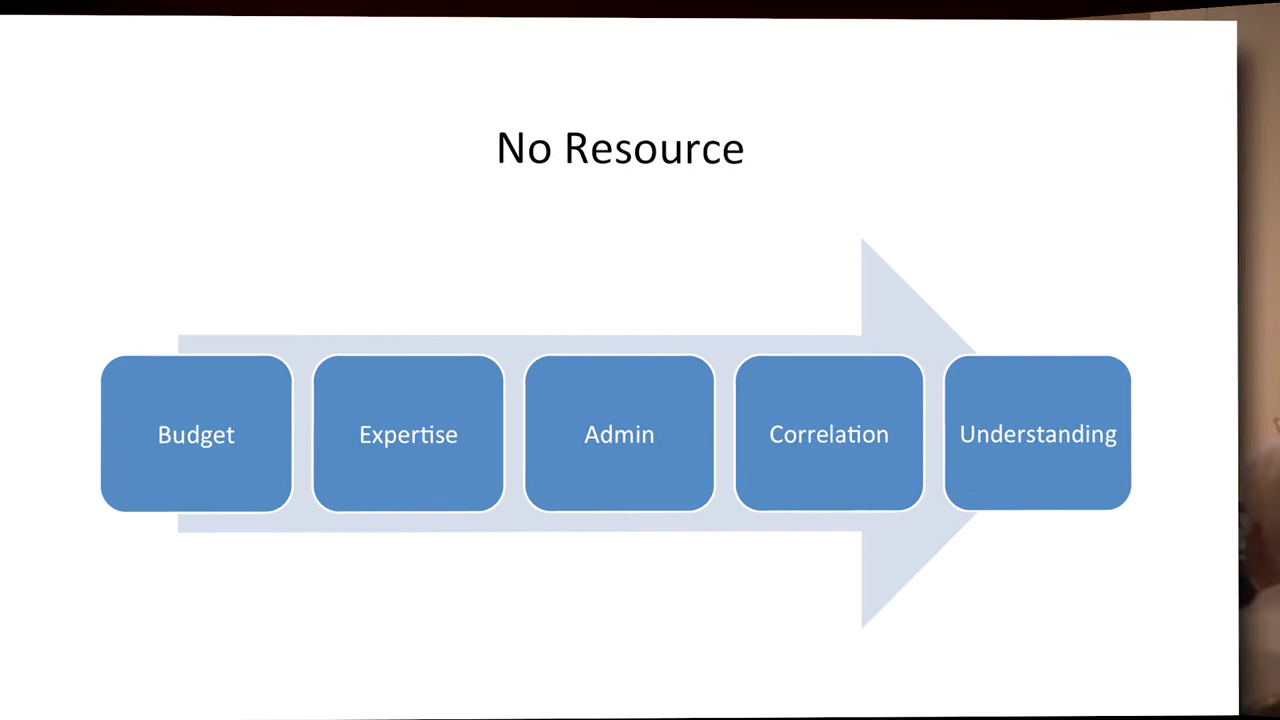 No Resource
Budget
Expertise
Admin
Correlation
Understanding